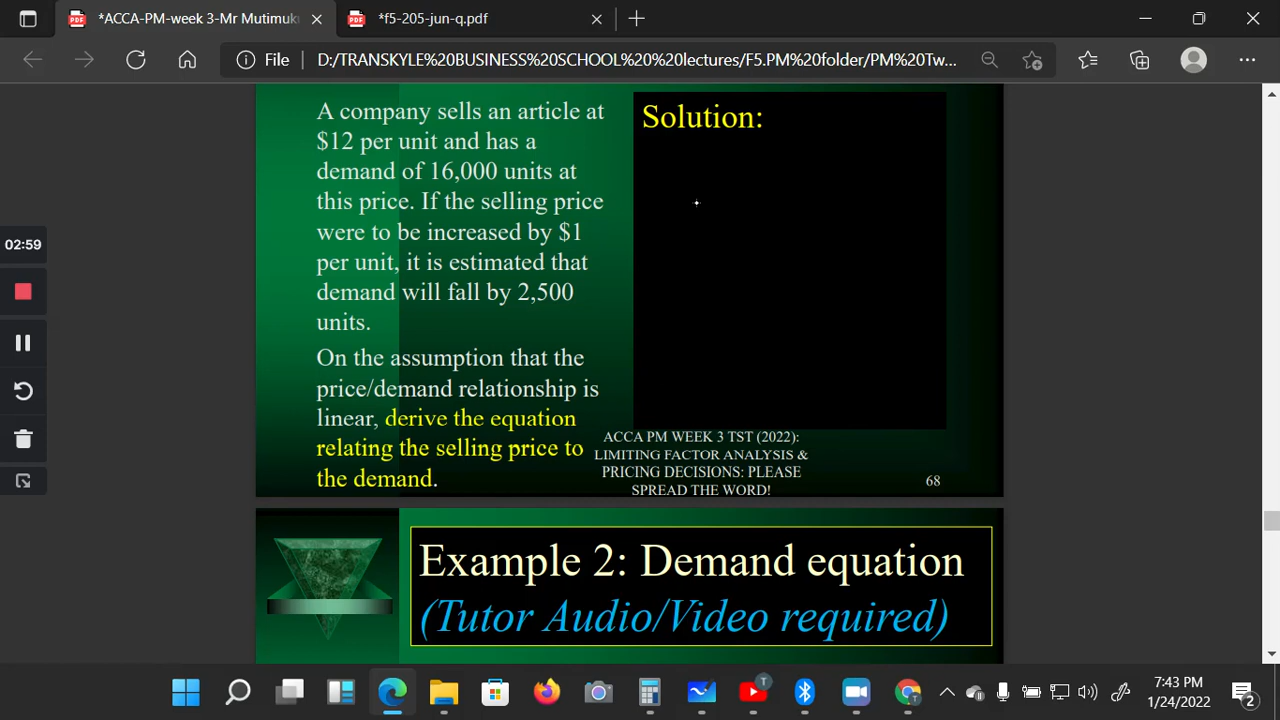 *ACCA-PM-week 3-Mr Mutimuku
*f5-205-jun-q.pdf
File
D:/TRANSKYLE%20BUSINESS%20SCHOOL%20%20lectures/F5.PM%20folder/PM%20Tw...
A company sells an article at
$12 per unit and has a
demand of 16,000 units at
this price. If the selling price
were to be increased by $1
per unit, it is estimated that
demand will fall by 2,500
units.
On the assumption that the
price/demand relationship is
linear, derive the equation
relating the selling price to
the demand.
Solution:
ACCA PM WEEK 3 TST (2022):
LIMITING FACTOR ANALYSIS &
PRICING DECISIONS: PLEASE
SPREAD THE WORD!
68
02:59
Example 2: Demand equation
(Tutor Audio/Video required)
7:43 PM
1/24/2022
2